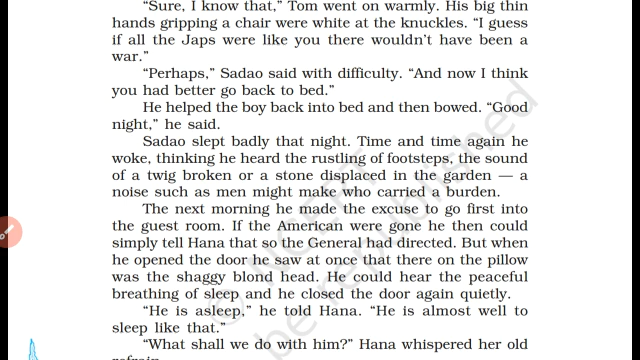 “Sure, I know that,” Tom went on warmly. His big thin
hands gripping a chair were white at the knuckles. “I guess
if all the Japs were like you there wouldn’t have been a
war.”
“Perhaps,” Sadao said with difficulty. “And now I think
you had better go back to bed.”
He helped the boy back into bed and then bowed. “Good
night,” he said.
Sadao slept badly that night. Time and time again he
woke, thinking he heard the rustling of footsteps, the sound
of a twig broken or a stone displaced in the garden — a
noise such as men might make who carried a burden.
The next morning he made the excuse to go first into
the guest room. If the American were gone he then could
simply tell Hana that so the General had directed. But when
he opened the door he saw at once that there on the pillow
was the shaggy blond head. He could hear the peaceful
breathing of sleep and he closed the door again quietly.
“He is asleep,” he told Hana. “He is almost well to
sleep like that.”
“What shall we do with him?” Hana whispered her old
refrain.
© NCERT
be republished